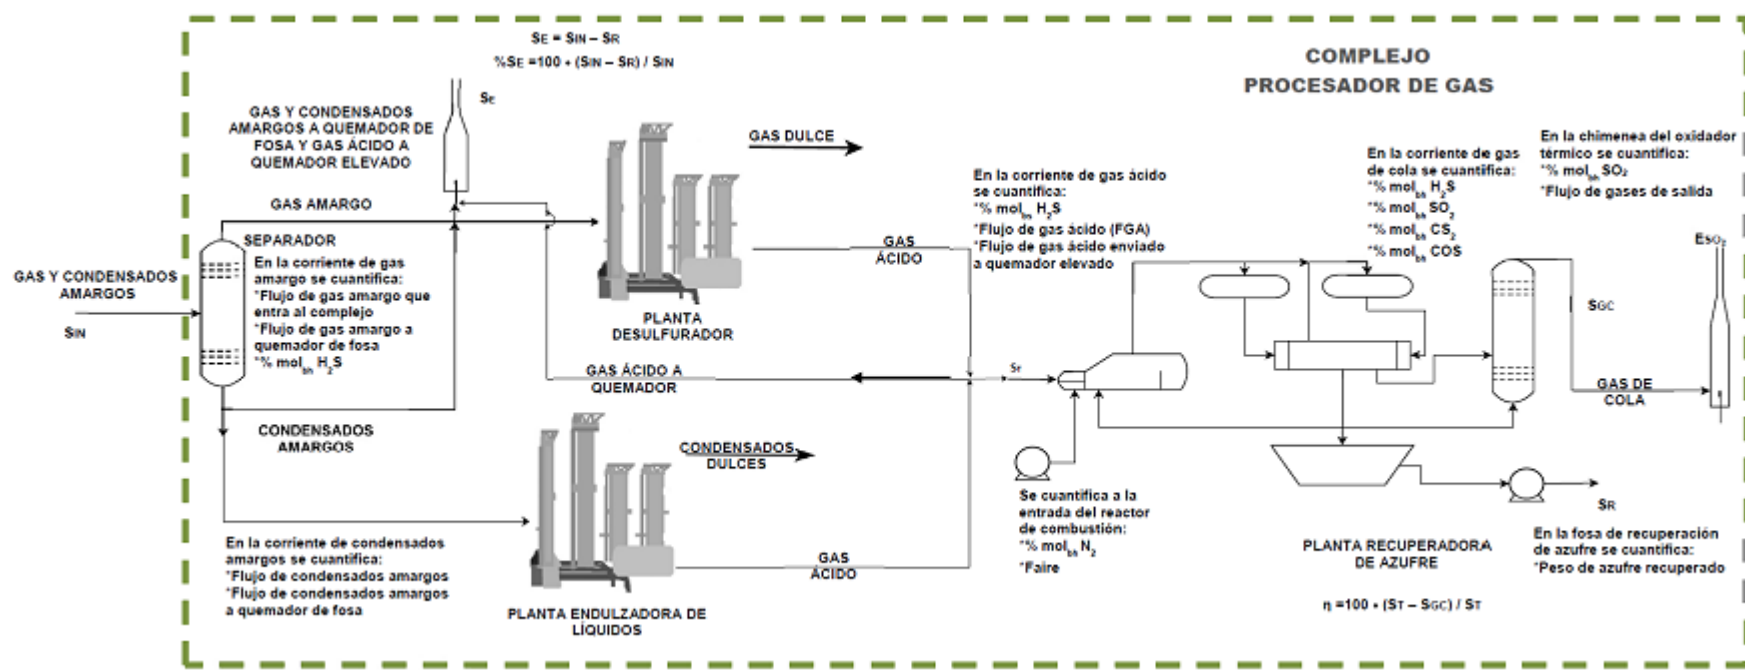 SE = SIN – SR
%SE =100 * (SIN – SR) / SIN
COMPLEJO
PROCESADOR DE GAS
SE
GAS Y CONDENSADOS
AMARGOS A QUEMADOR DE
FOSA Y GAS ÁCIDO A
QUEMADOR ELEVADO
GAS DULCE
GAS AMARGO
SEPARADOR
GAS Y CONDENSADOS
AMARGOS
SIN
En la corriente de gas
amargo se cuantifica:
*Flujo de gas amargo que
entra al complejo
*Flujo de gas amargo a
quemador de fosa
*% molbh H2S
PLANTA
DESULFURADOR
GAS
ÁCIDO
En la corriente de gas ácido
se cuantifica:
*% molbs H2S
*Flujo de gas ácido (FGA)
*Flujo de gas ácido enviado
a quemador elevado
En la corriente de gas
de cola se cuantifica:
*% molbh H2S
*% molbh SO2
*% molbh CS2
*% molbh COS
En la chimenea del oxidador
térmico se cuantifica:
*% molbh SO2
*Flujo de gases de salida
ESO2
SGC
GAS DE
COLA
GAS ÁCIDO A
QUEMADOR
CONDENSADOS
AMARGOS
CONDENSADOS
DULCES
En la corriente de condensados
amargos se cuantifica:
*Flujo de condensados amargos
*Flujo de condensados amargos
a quemador de fosa
GAS
ÁCIDO
PLANTA ENDULZADORA DE
LÍQUIDOS
Se cuantifica a la
entrada del reactor
de combustión:
*% molbh N2
*Faire
PLANTA RECUPERADORA
DE AZUFRE
η =100 * (ST – SGC) / ST
SR
En la fosa de recuperación
de azufre se cuantifica:
*Peso de azufre recuperado